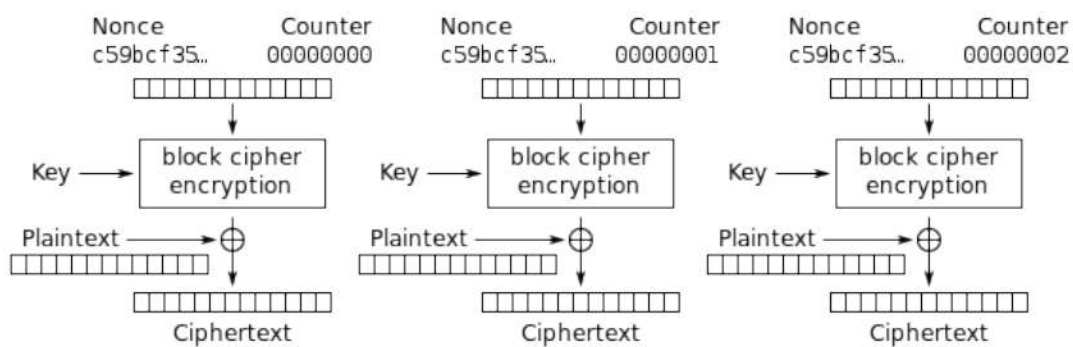 Nonce Counter Nonce Counter Nonce Counter
c59bcf35… 00000000 c59bcf35… 00000001 c59bcf35… 00000002
block cipher block cipher block cipher
Key Key Key
encryption encryption encryption
Plaintext Plaintext Plaintext
Ciphertext Ciphertext Ciphertext